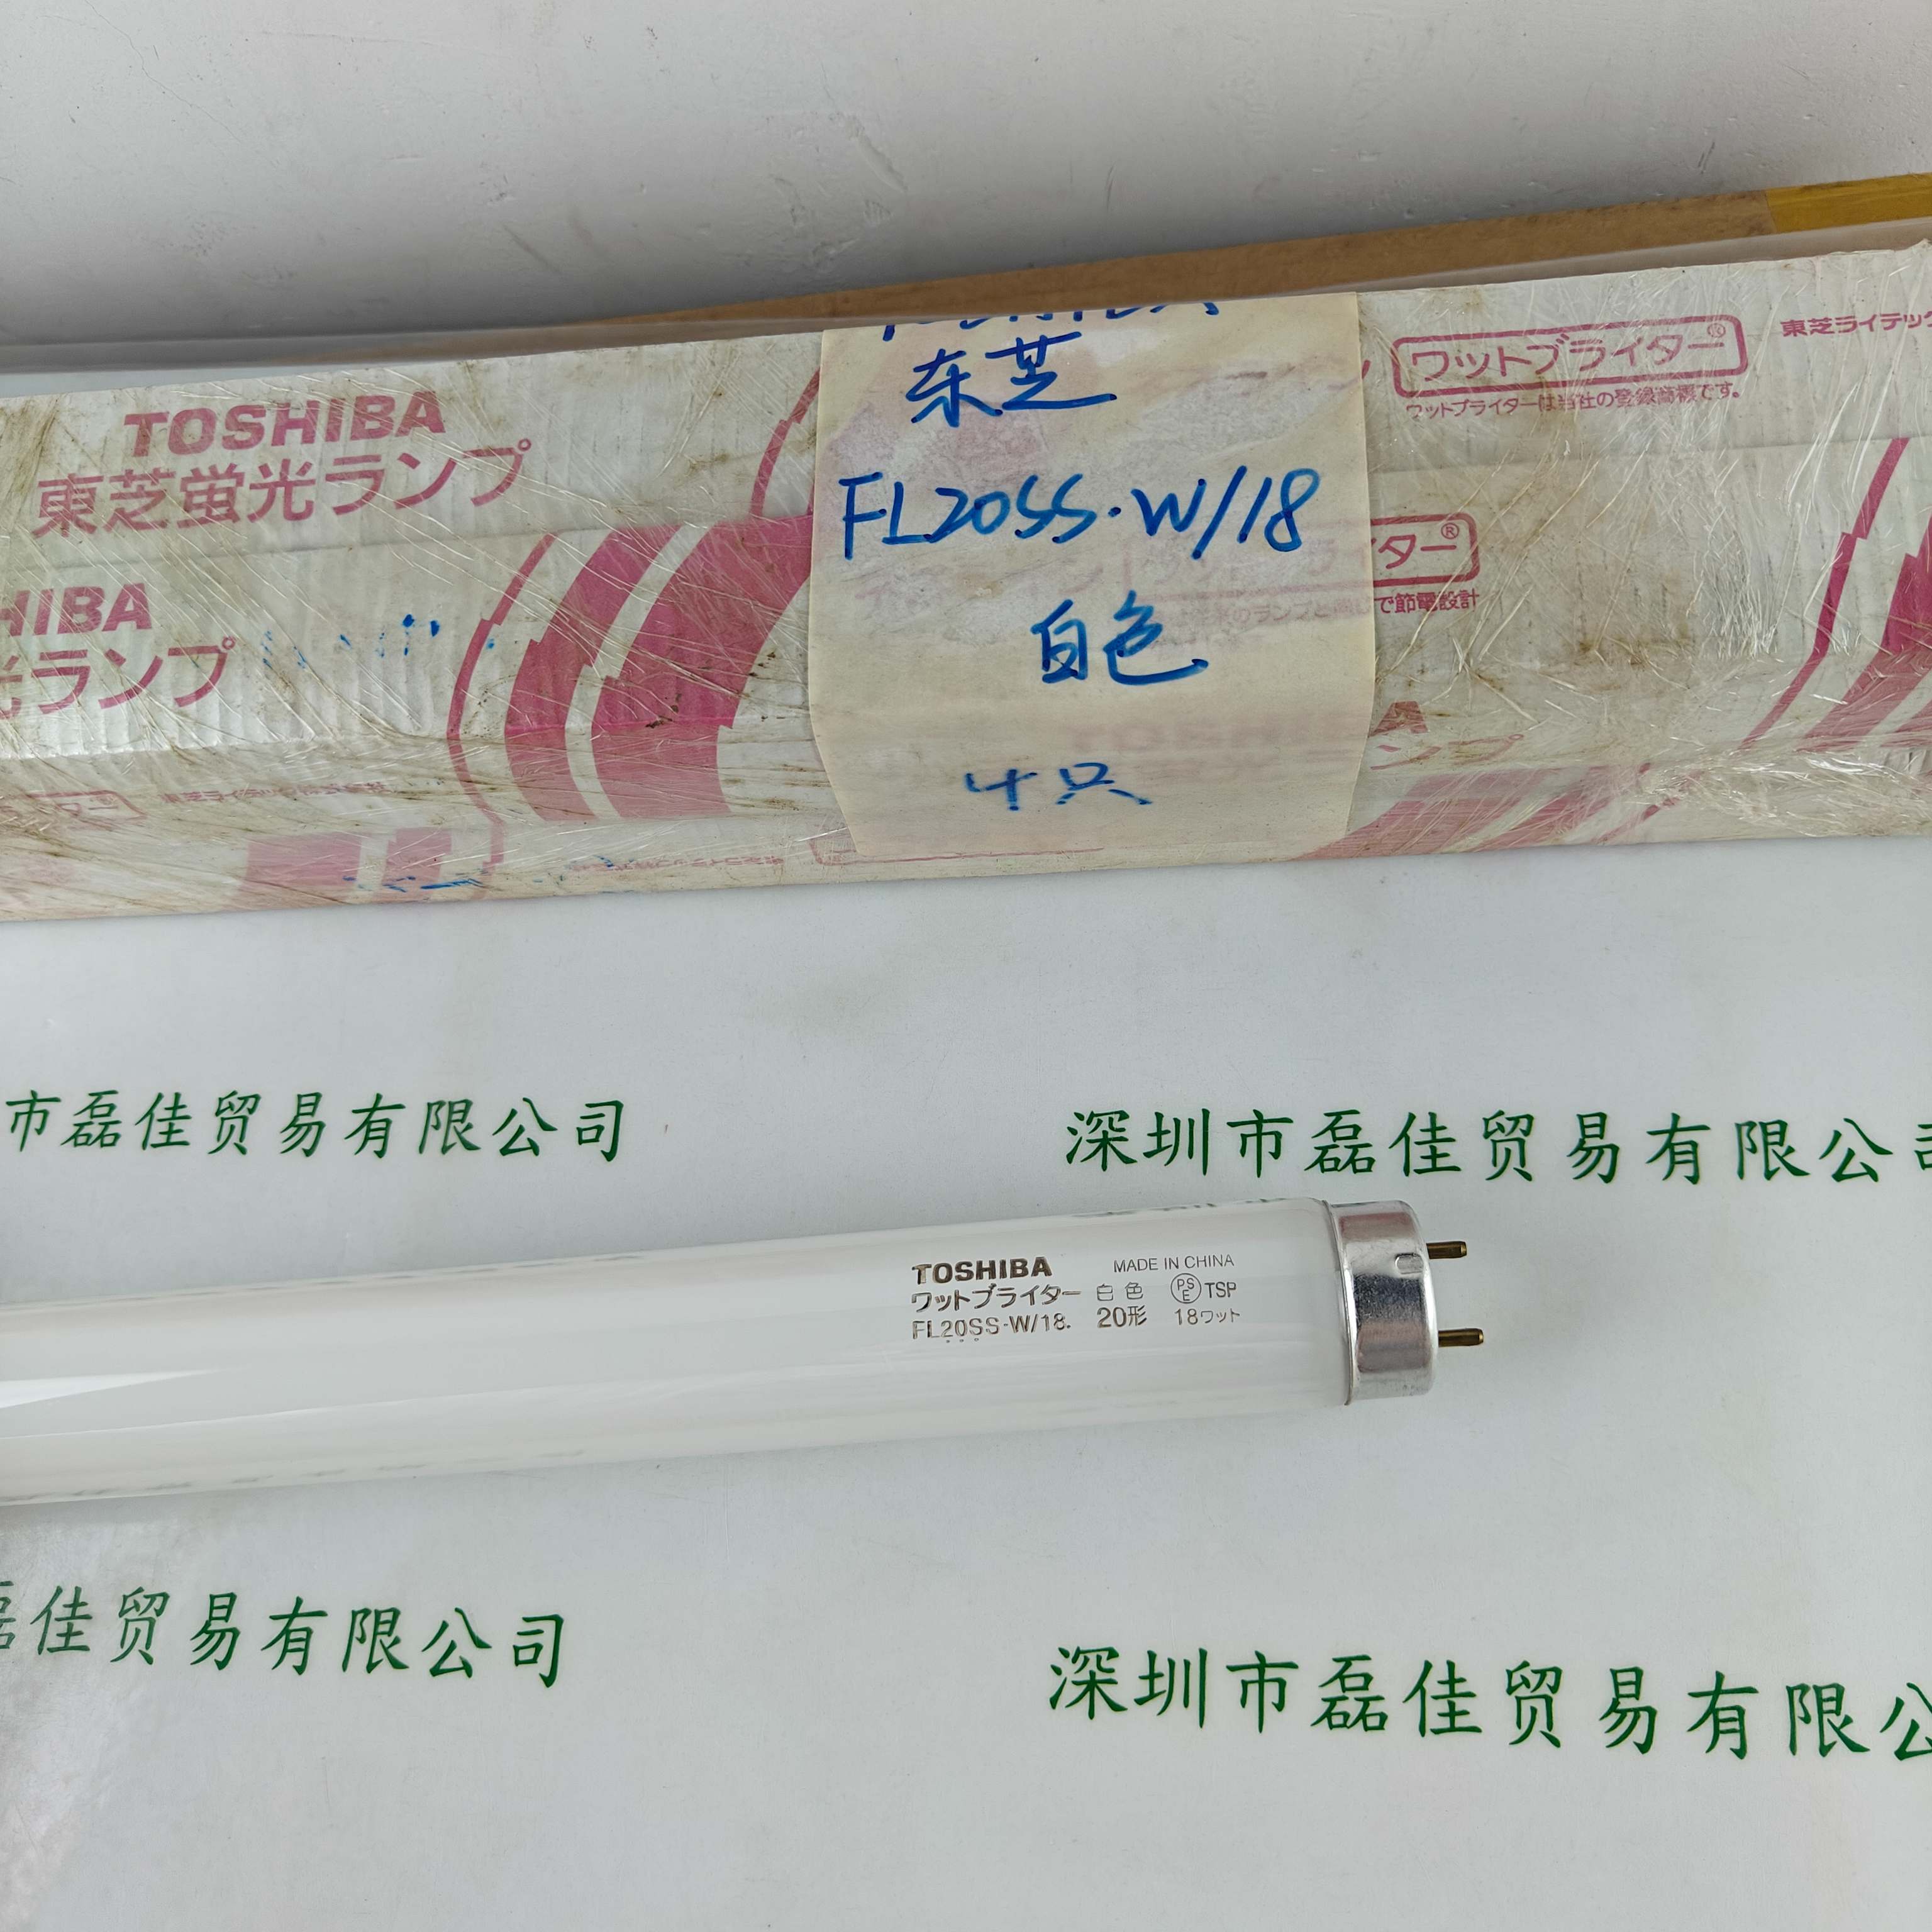 TOSHIBA
東芝蛍光ランプ
ワットブライター®
ワットブライターは当社の登録商標です。
東芝ライテック
东芝
FL20SS·W/18
白色
4只
HIBA
光ランプ
ター®
で節電設計
市磊佳贸易有限公司
深圳市磊佳贸易有限公司
TOSHIBA MADE IN CHINA
ワットブライター 白色 PSE TSP
FL20SS-W/18. 20形 18ワット
磊佳贸易有限公司
深圳市磊佳贸易有限公